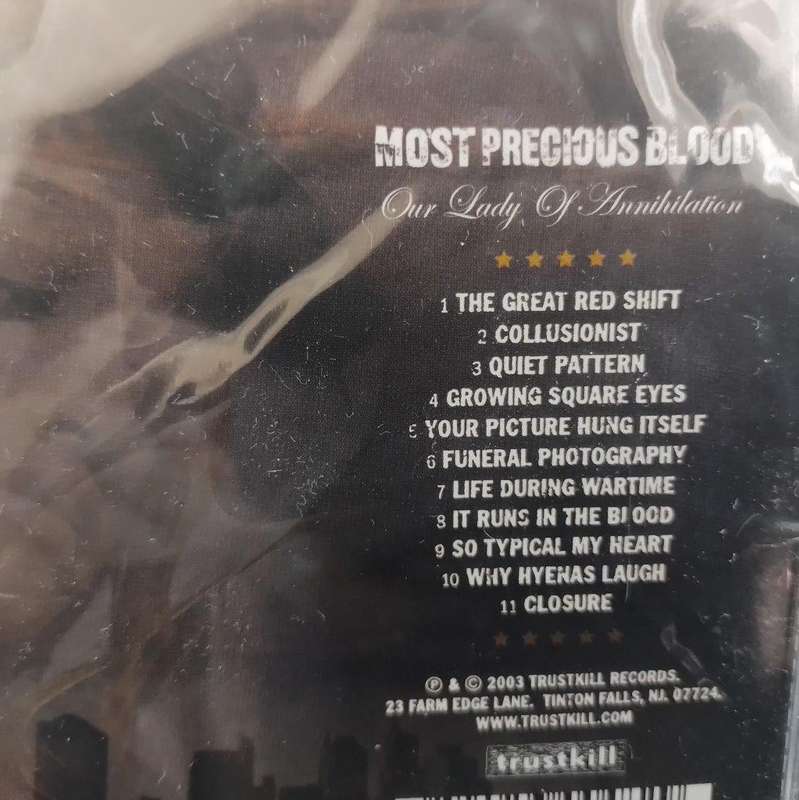 MOST PRECIOUS BLOOD
Our Lady Of Annihilation
1 THE GREAT RED SHIFT
2 COLLUSIONIST
3 QUIET PATTERN
4 GROWING SQUARE EYES
5 YOUR PICTURE HUNG ITSELF
6 FUNERAL PHOTOGRAPHY
7 LIFE DURING WARTIME
8 IT RUNS IN THE BLOOD
9 SO TYPICAL MY HEART
10 WHY HYENAS LAUGH
11 CLOSURE
℗ & © 2003 TRUSTKILL RECORDS.
23 FARM EDGE LANE. TINTON FALLS, NJ. 07724.
WWW.TRUSTKILL.COM
trustkill